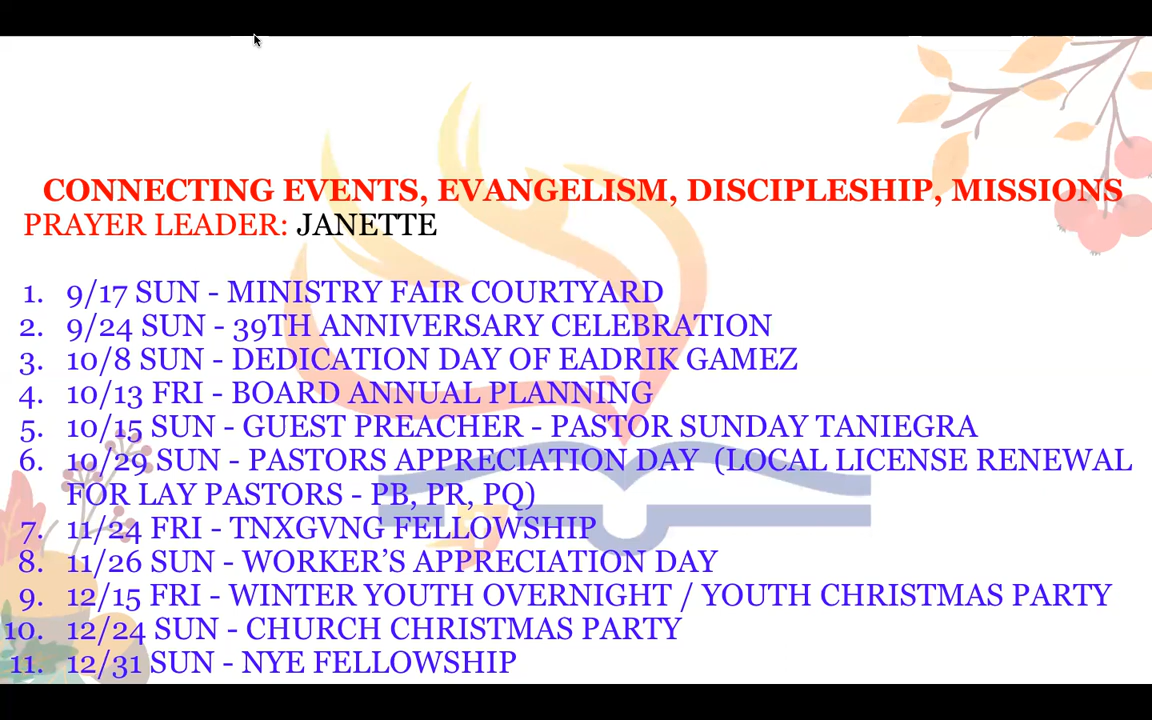 CONNECTING EVENTS, EVANGELISM, DISCIPLESHIP, MISSIONS
PRAYER LEADER: JANETTE
1. 9/17 SUN - MINISTRY FAIR COURTYARD
2. 9/24 SUN - 39TH ANNIVERSARY CELEBRATION
3. 10/8 SUN - DEDICATION DAY OF EADRIK GAMEZ
4. 10/13 FRI - BOARD ANNUAL PLANNING
5. 10/15 SUN - GUEST PREACHER - PASTOR SUNDAY TANIEGRA
6. 10/29 SUN - PASTORS APPRECIATION DAY (LOCAL LICENSE RENEWAL
FOR LAY PASTORS - PB, PR, PQ)
7. 11/24 FRI - TNXGVNG FELLOWSHIP
8. 11/26 SUN - WORKER’S APPRECIATION DAY
9. 12/15 FRI - WINTER YOUTH OVERNIGHT / YOUTH CHRISTMAS PARTY
10. 12/24 SUN - CHURCH CHRISTMAS PARTY
11. 12/31 SUN - NYE FELLOWSHIP